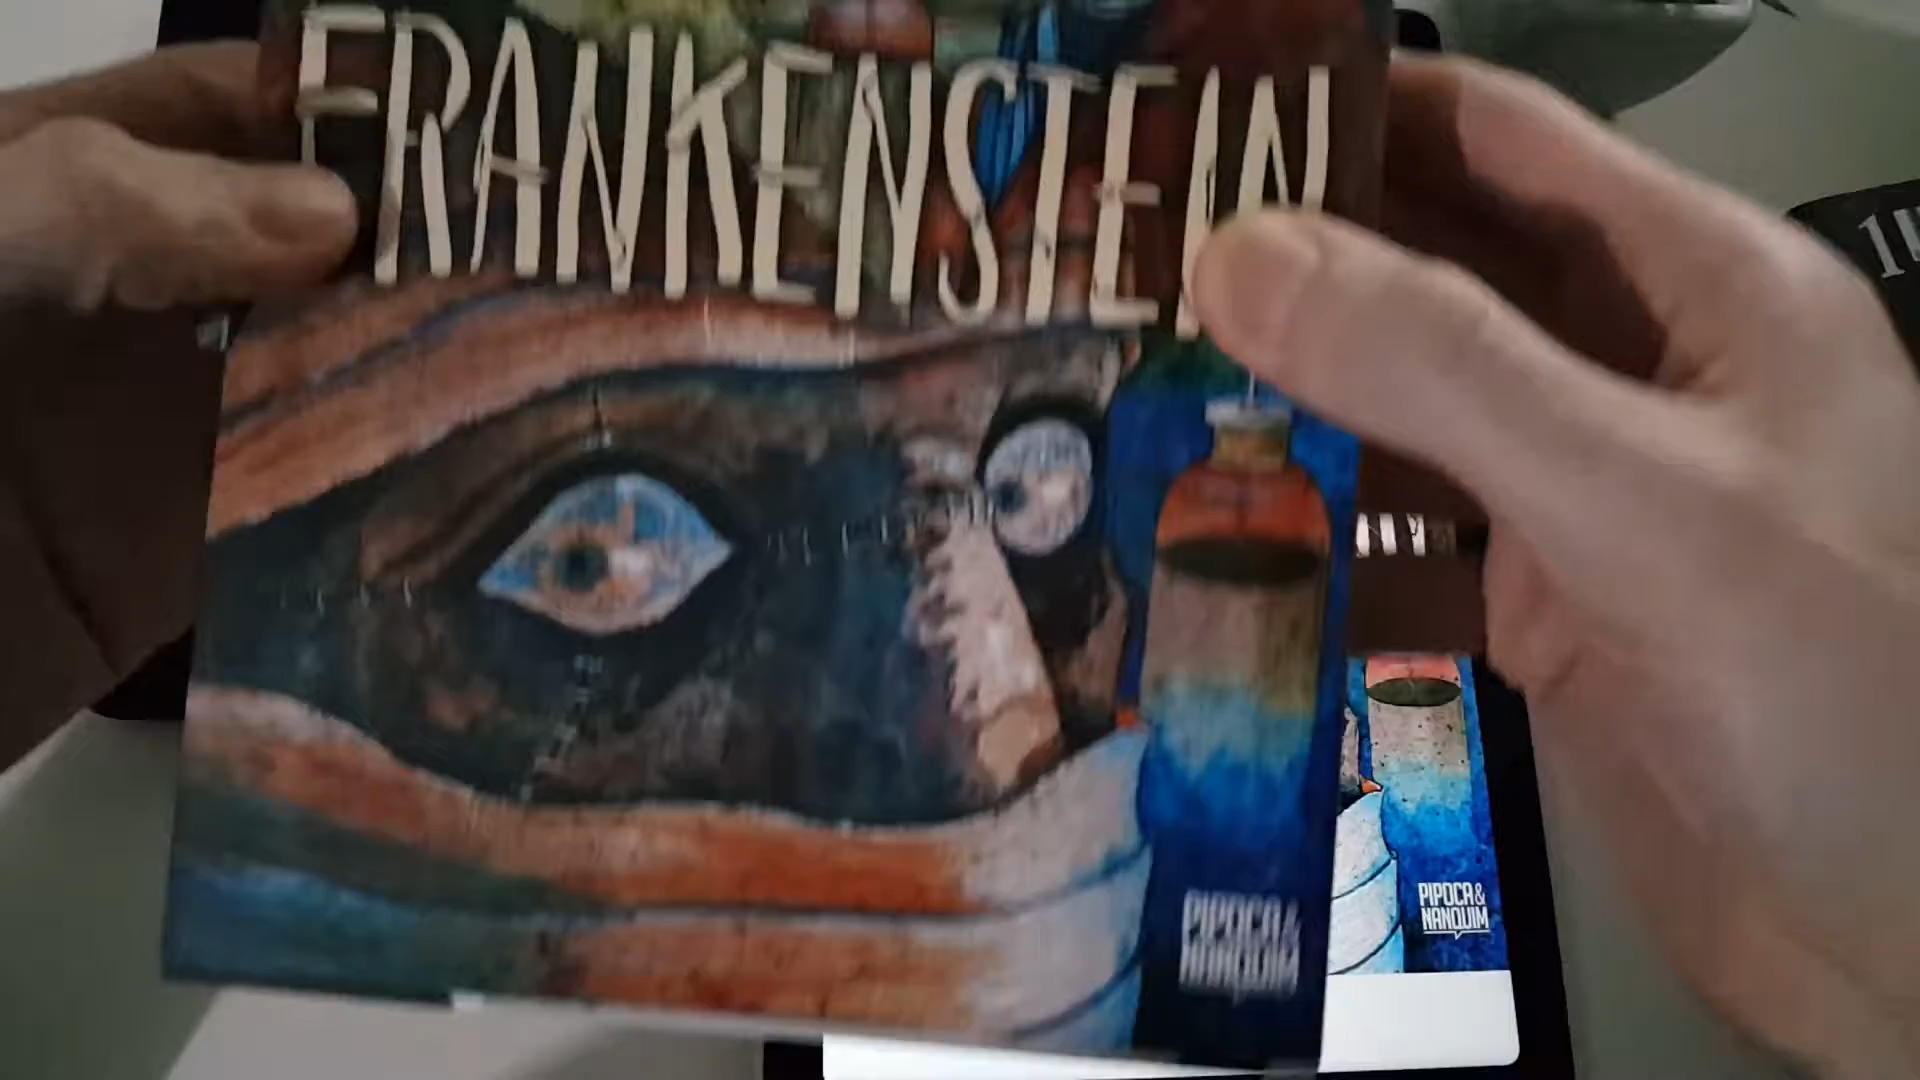 FRANKENSTEIN
PIPOCA &
NANQUIM
PIPOCA &
NANQUIM